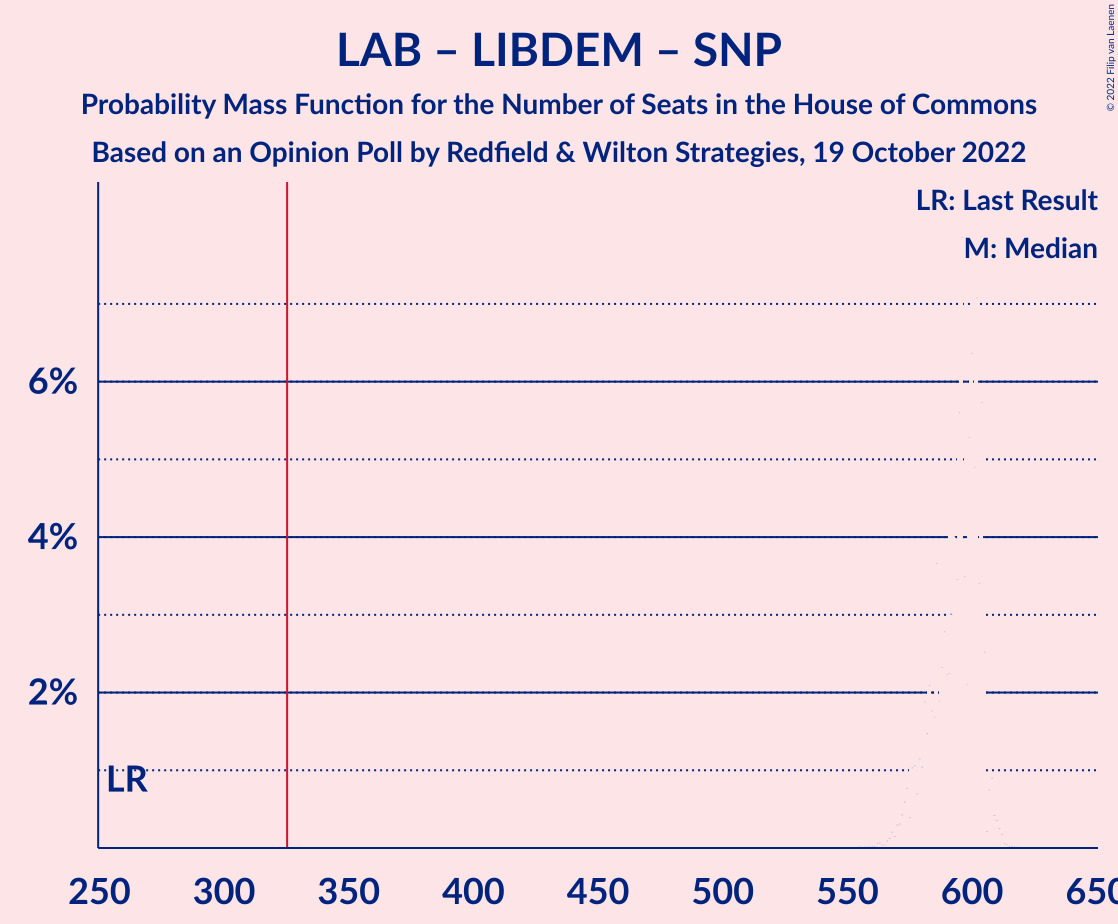 LAB – LIBDEM – SNP
Probability Mass Function for the Number of Seats in the House of Commons
Based on an Opinion Poll by Redfield & Wilton Strategies, 19 October 2022
© 2022 Filip van Laenen
LR: Last Result
M: Median
6%
4%
2%
LR
250 300 350 400 450 500 550 600 650